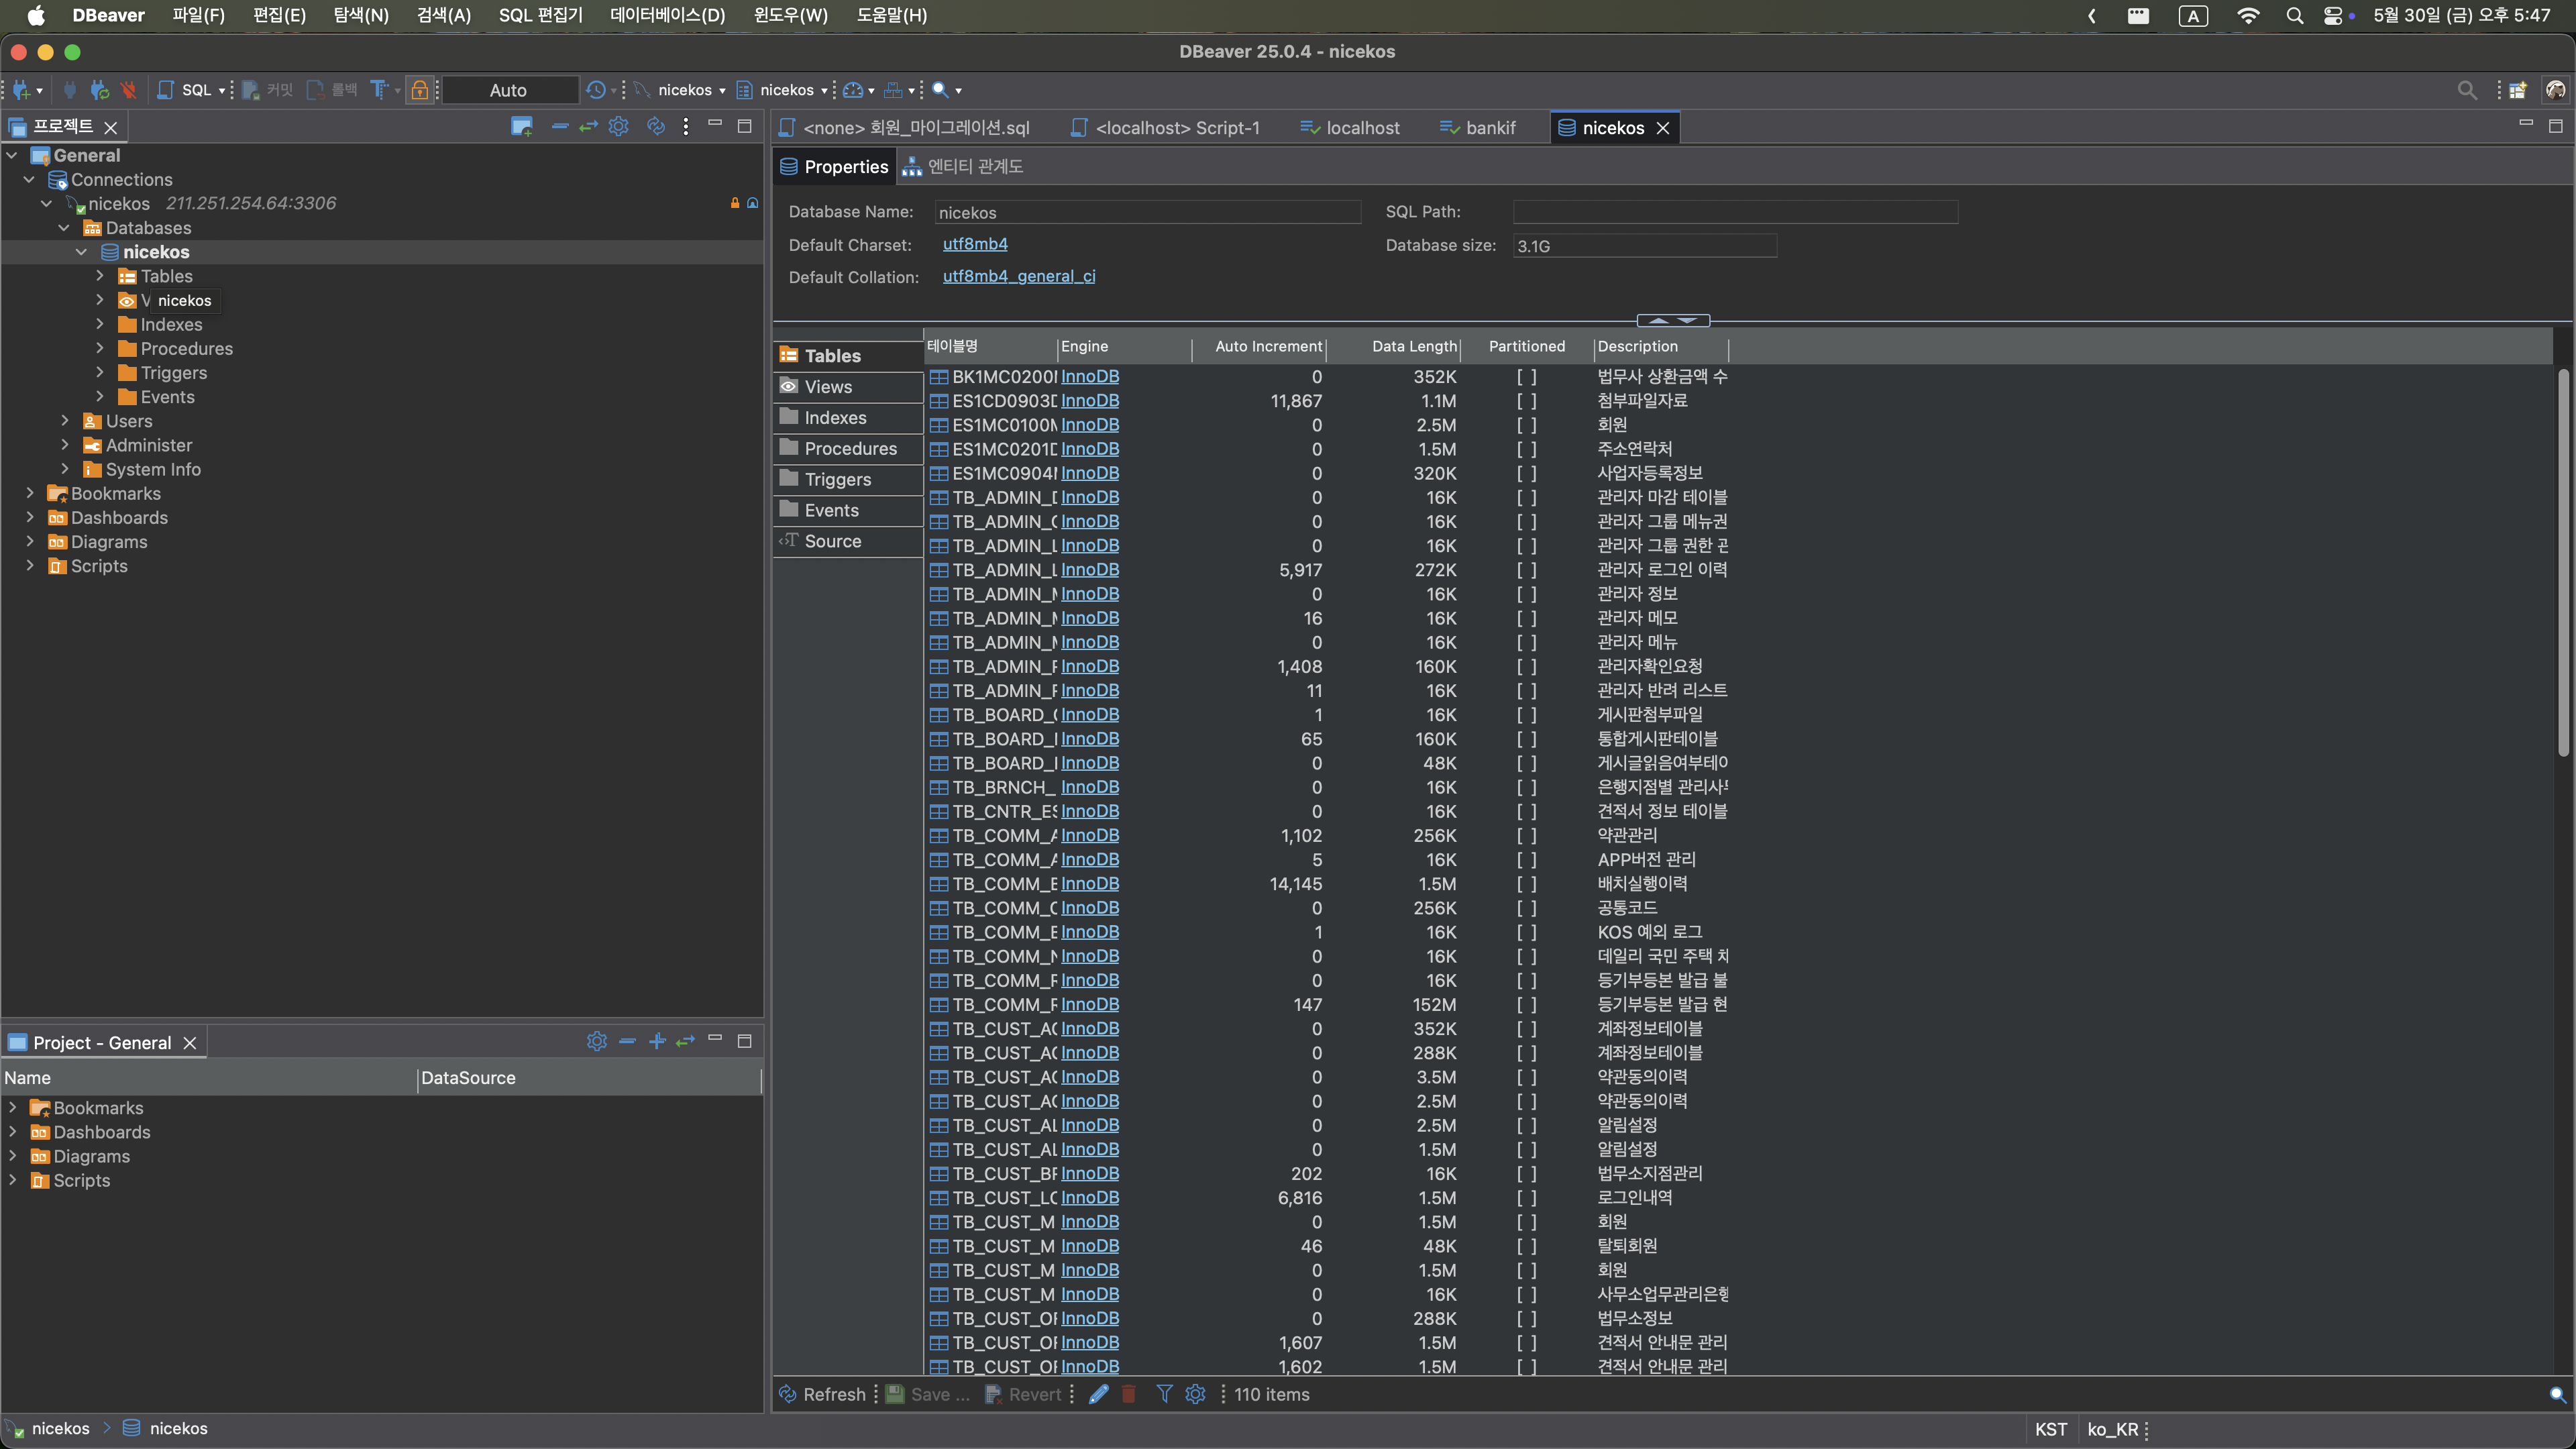 DBeaver 파일(F) 편집(E) 탐색(N) 검색(A) SQL 편집기 데이터베이스(D) 윈도우(W) 도움말(H) A 5월 30일 (금) 오후 5:47
DBeaver 25.0.4 - nicekos
SQL 커밋 롤백 Auto nicekos nicekos
프로젝트
General
Connections
nicekos 211.251.254.64:3306
Databases
nicekos
Tables
V nicekos
Indexes
Procedures
Triggers
Events
Users
Administer
System Info
Bookmarks
Dashboards
Diagrams
Scripts
Project - General
Name DataSource
Bookmarks
Dashboards
Diagrams
Scripts
<none> 회원_마이그레이션.sql <localhost> Script-1 localhost bankif nicekos
Properties 엔티티 관계도
Database Name: nicekos SQL Path:
Default Charset: utf8mb4 Database size: 3.1G
Default Collation: utf8mb4_general_ci
Tables
Views
Indexes
Procedures
Triggers
Events
Source
테이블명 Engine Auto Increment Data Length Partitioned Description
BK1MC0200 InnoDB 0 352K [ ] 법무사 상환금액 수
ES1CD0903D InnoDB 11,867 1.1M [ ] 첨부파일자료
ES1MC0100M InnoDB 0 2.5M [ ] 회원
ES1MC0201D InnoDB 0 1.5M [ ] 주소연락처
ES1MC0904 InnoDB 0 320K [ ] 사업자등록정보
TB_ADMIN_ InnoDB 0 16K [ ] 관리자 마감 테이블
TB_ADMIN_ InnoDB 0 16K [ ] 관리자 그룹 메뉴권
TB_ADMIN_ InnoDB 0 16K [ ] 관리자 그룹 권한
TB_ADMIN_ InnoDB 5,917 272K [ ] 관리자 로그인 이력
TB_ADMIN_ InnoDB 0 16K [ ] 관리자 정보
TB_ADMIN_ InnoDB 16 16K [ ] 관리자 메모
TB_ADMIN_ InnoDB 0 16K [ ] 관리자 메뉴
TB_ADMIN_ InnoDB 1,408 160K [ ] 관리자확인요청
TB_ADMIN_ InnoDB 11 16K [ ] 관리자 반려 리스트
TB_BOARD_ InnoDB 1 16K [ ] 게시판첨부파일
TB_BOARD_ InnoDB 65 160K [ ] 통합게시판테이블
TB_BOARD_ InnoDB 0 48K [ ] 게시글읽음여부테이
TB_BRNCH_ InnoDB 0 16K [ ] 은행지점별 관리사
TB_CNTR_ES InnoDB 0 16K [ ] 견적서 정보 테이블
TB_COMM_A InnoDB 1,102 256K [ ] 약관관리
TB_COMM_A InnoDB 5 16K [ ] APP버전 관리
TB_COMM_ InnoDB 14,145 1.5M [ ] 배치실행이력
TB_COMM_ InnoDB 0 256K [ ] 공통코드
TB_COMM_ InnoDB 1 16K [ ] KOS 예외 로그
TB_COMM_ InnoDB 0 16K [ ] 데일리 국민 주택 채
TB_COMM_ InnoDB 0 16K [ ] 등기부등본 발급 불
TB_COMM_ InnoDB 147 152M [ ] 등기부등본 발급 현
TB_CUST_AC InnoDB 0 352K [ ] 계좌정보테이블
TB_CUST_AC InnoDB 0 288K [ ] 계좌정보테이블
TB_CUST_A InnoDB 0 3.5M [ ] 약관동의이력
TB_CUST_A InnoDB 0 2.5M [ ] 약관동의이력
TB_CUST_A InnoDB 0 2.5M [ ] 알림설정
TB_CUST_A InnoDB 0 1.5M [ ] 알림설정
TB_CUST_B InnoDB 202 16K [ ] 법무소지점관리
TB_CUST_LO InnoDB 6,816 1.5M [ ] 로그인내역
TB_CUST_M InnoDB 0 1.5M [ ] 회원
TB_CUST_M InnoDB 46 48K [ ] 탈퇴회원
TB_CUST_M InnoDB 0 1.5M [ ] 회원
TB_CUST_M InnoDB 0 16K [ ] 사무소업무관리은행
TB_CUST_O InnoDB 0 288K [ ] 법무소정보
TB_CUST_O InnoDB 1,607 1.5M [ ] 견적서 안내문 관리
TB_CUST_O InnoDB 1,602 1.5M [ ] 견적서 안내문 관리
Refresh Save ... Revert 110 items
nicekos nicekos KST ko_KR